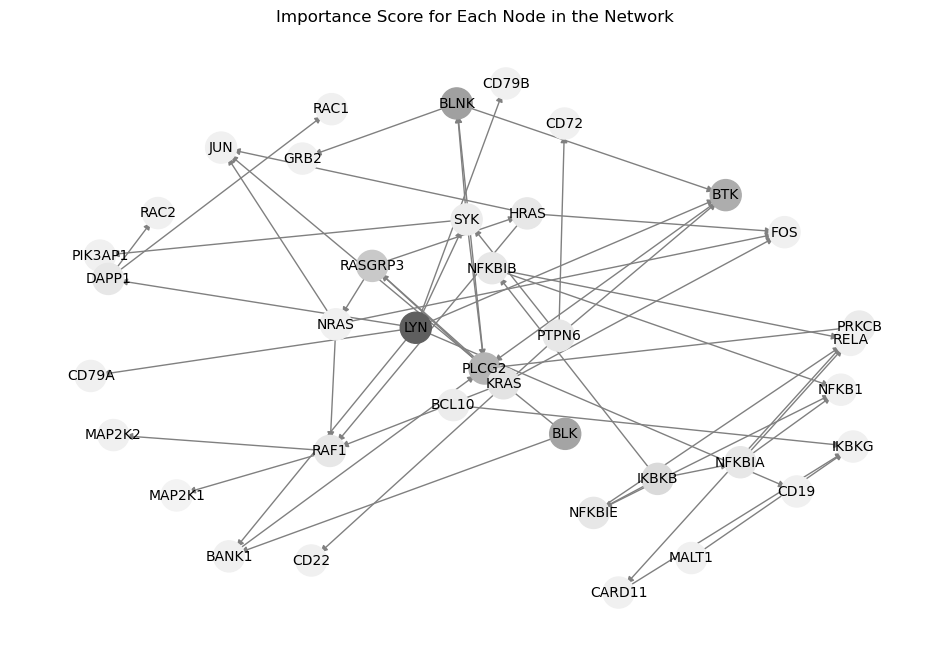 Importance Score for Each Node in the Network
CD79B
BLNK
RAC1
CD72
JUN
GRB2
BTK
RAC2
HRAS
SYK
FOS
PIK3AP1
RASGRP3
NFKBIB
DAPP1
NRAS
LYN
PRKCB
PTPN6
RELA
PLCG2
CD79A
KRAS
NFKB1
BCL10
MAP2K2
BLK
IKBKG
RAF1
NFKBIA
IKBKB
CD19
MAP2K1
NFKBIE
BANK1
MALT1
CD22
CARD11